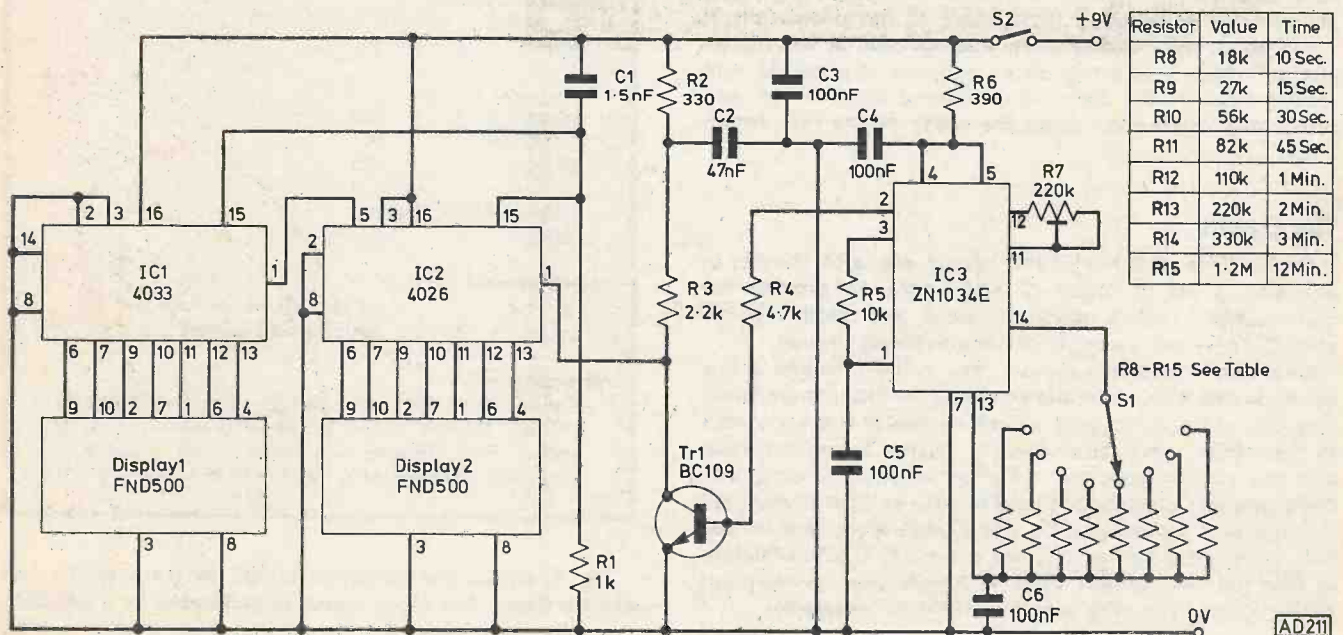 S2
+9V
C1
1·5nF
R2
330
C3
100nF
R6
390
C2
47nF
C4
100nF
Resistor Value Time
R8 18k 10 Sec.
R9 27k 15 Sec.
R10 56k 30 Sec.
R11 82k 45 Sec.
R12 110k 1 Min.
R13 220k 2 Min.
R14 330k 3 Min.
R15 1·2M 12 Min.
2 3 16 15
14
8
IC1
4033
1
6 7 9 10 11 12 13
9 10 2 7 1 6 4
Display1
FND500
3 8
5 3 16 15
2
8
IC2
4026
1
6 7 9 10 11 12 13
9 10 2 7 1 6 4
Display2
FND500
3 8
R1
1k
R3
2·2k
R4
4·7k
R5
10k
Tr1
BC109
C5
100nF
4 5
2
3
1
IC3
ZN1034E
12
11
14
7 13
R7
220k
R8-R15 See Table
S1
C6
100nF
0V
AD211